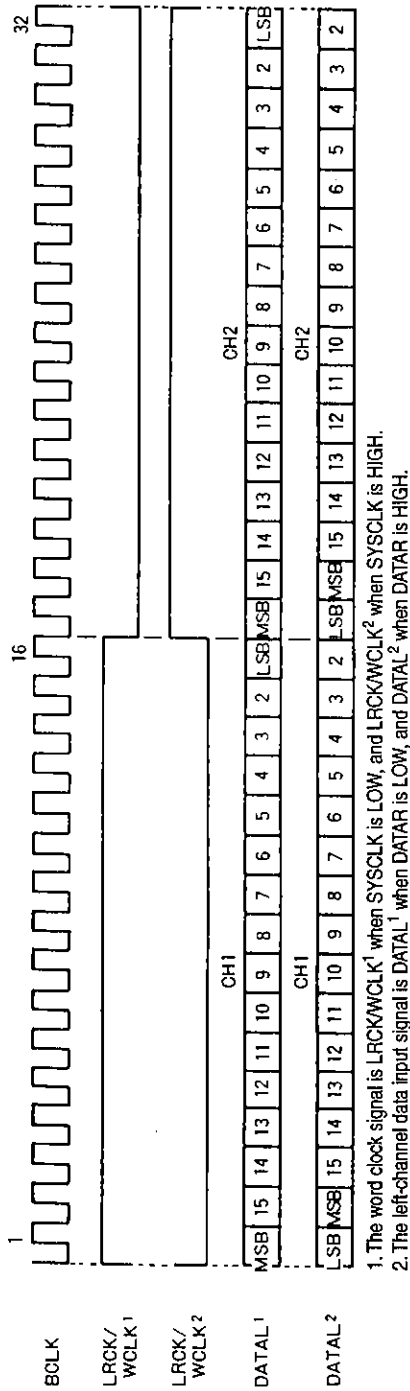 1 16 32
BCLK
LRCK/
WCLK¹
LRCK/
WCLK²
CH1 CH2
DATAL¹ MSB 15 14 13 12 11 10 9 8 7 6 5 4 3 2 LSB MSB 15 14 13 12 11 10 9 8 7 6 5 4 3 2 LSB
CH1 CH2
DATAL² LSB MSB 15 14 13 12 11 10 9 8 7 6 5 4 3 2 LSB MSB 15 14 13 12 11 10 9 8 7 6 5 4 3 2
1. The word clock signal is LRCK/WCLK¹ when SYSCLK is LOW, and LRCK/WCLK² when SYSCLK is HIGH.
2. The left-channel data input signal is DATAL¹ when DATAR is LOW, and DATAL² when DATAR is HIGH.